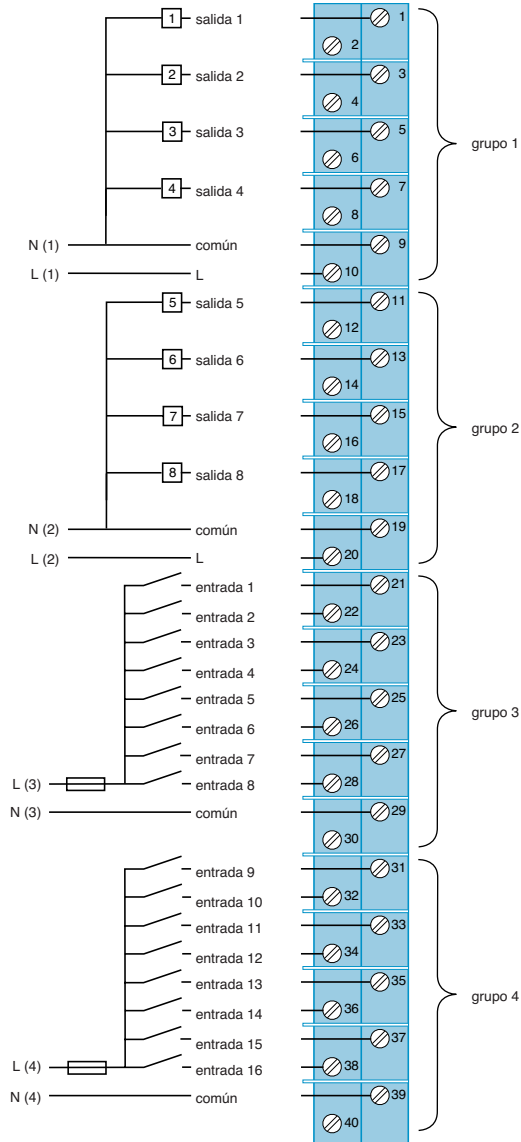 1 salida 1 1
2
2 salida 2 3
4
3 salida 3 5
6
grupo 1
4 salida 4 7
8
N (1) común 9
L (1) L 10
5 salida 5 11
12
6 salida 6 13
14
7 salida 7 15
grupo 2
16
8 salida 8 17
18
N (2) común 19
L (2) L 20
entrada 1 21
entrada 2 22
entrada 3 23
entrada 4 24
entrada 5 25
grupo 3
entrada 6 26
entrada 7 27
L (3) entrada 8 28
N (3) común 29
30
entrada 9 31
entrada 10 32
entrada 11 33
entrada 12 34
entrada 13 35
grupo 4
entrada 14 36
entrada 15 37
L (4) entrada 16 38
N (4) común 39
40